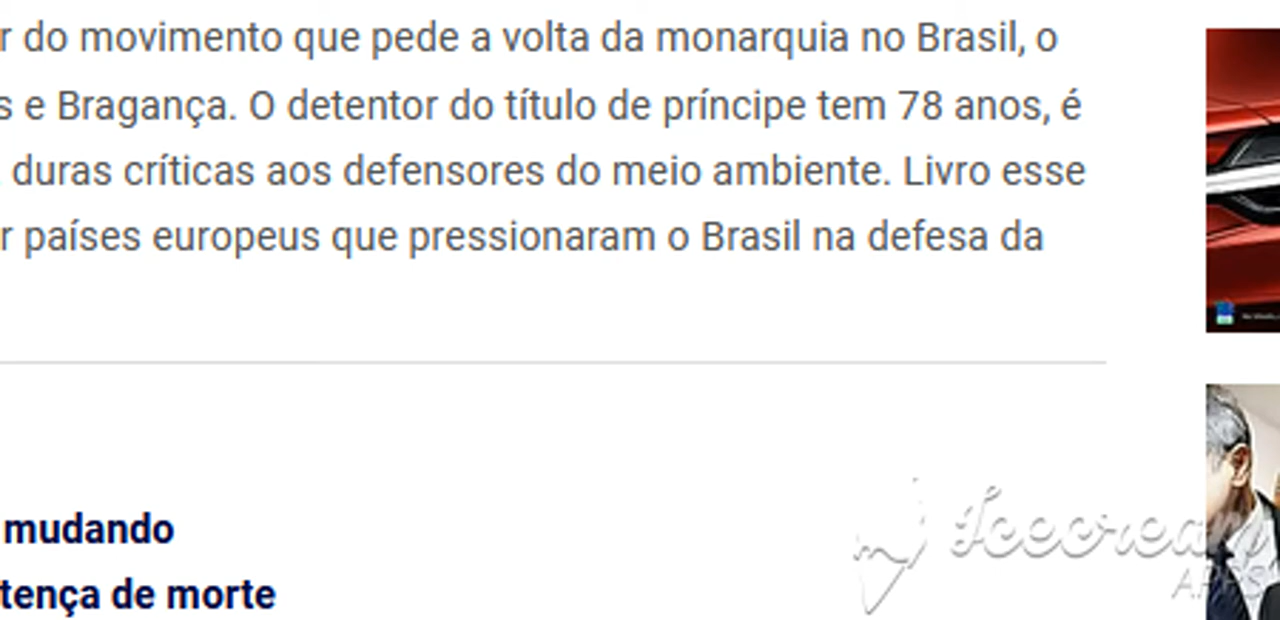 r do movimento que pede a volta da monarquia no Brasil, o
s e Bragança. O detentor do título de príncipe tem 78 anos, é
duras críticas aos defensores do meio ambiente. Livro esse
r países europeus que pressionaram o Brasil na defesa da
mudando
tença de morte
Icecream
APPS